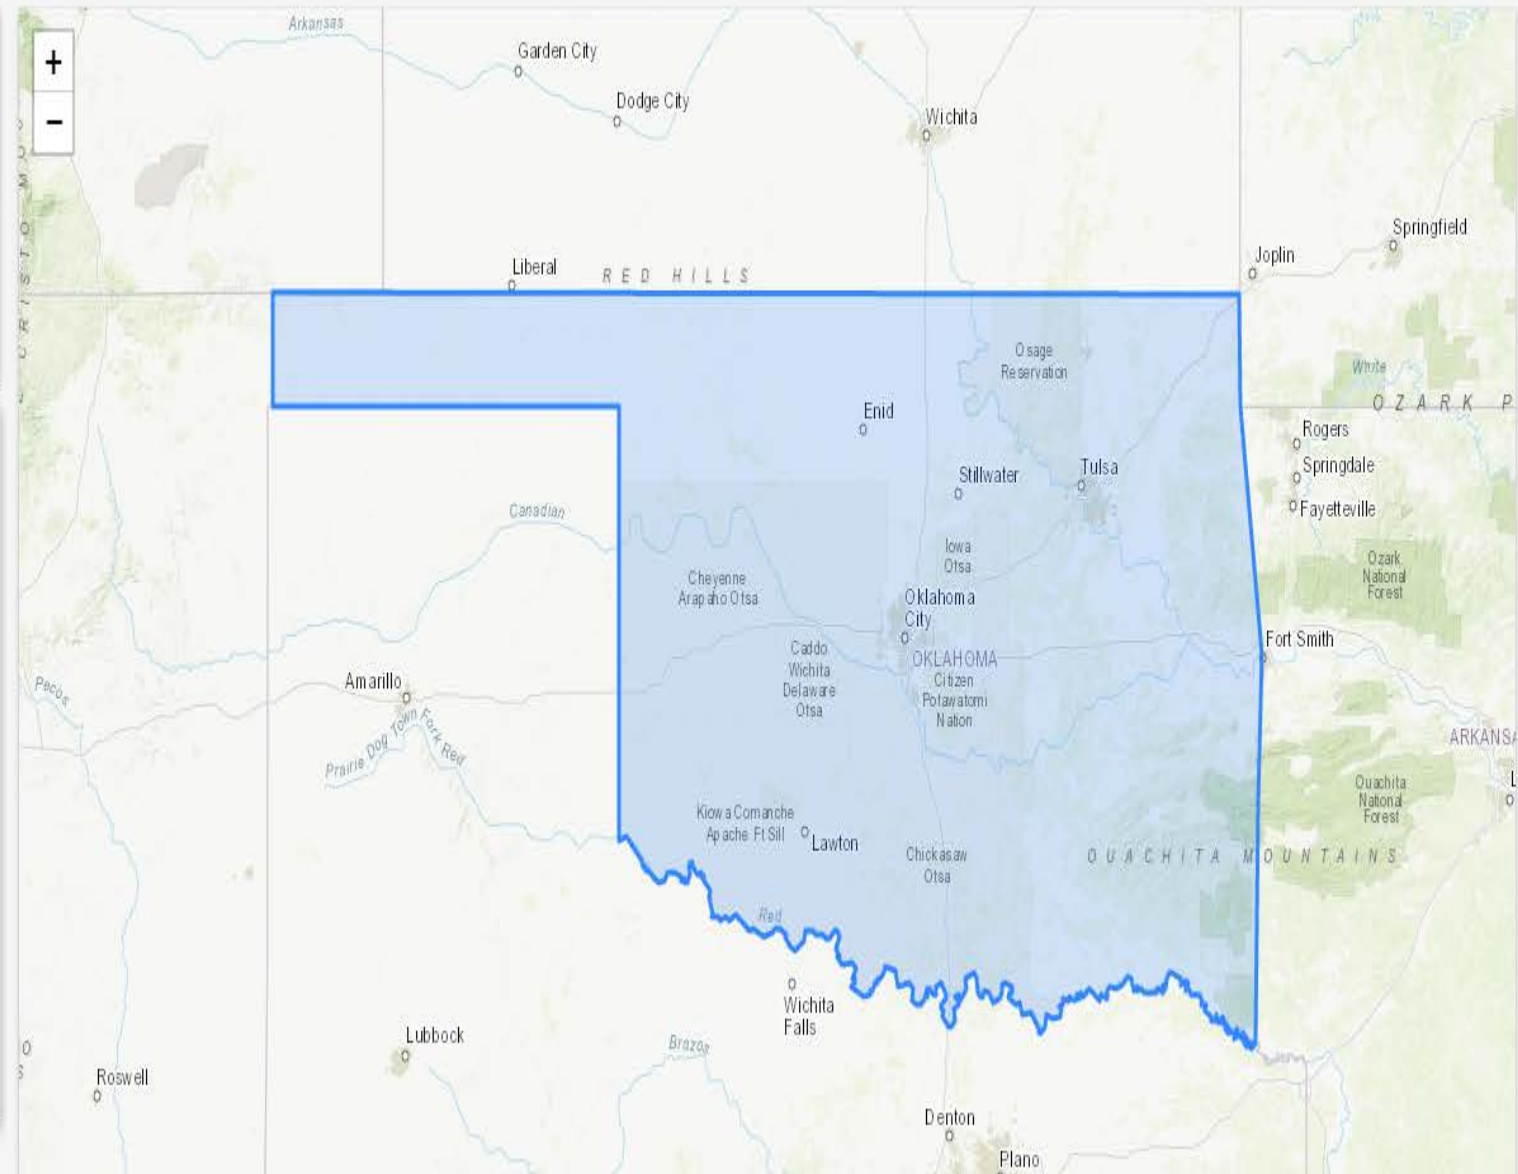 +
−
Arkansas
Garden City
Dodge City
Wichita
Springfield
Joplin
Liberal
RED HILLS
CRISTO
Osage
Reservation
White
OZARK P
Enid
Rogers
Springdale
Fayetteville
Stillwater
Tulsa
Canadian
Iowa
Otsa
Ozark
National
Forest
Cheyenne
Arapaho Otsa
Oklahoma
City
Fort Smith
Caddo
Wichita
Delaware
Otsa
OKLAHOMA
Citizen
Potawatomi
Nation
Amarillo
Pecos
Prairie Dog Town Fork Red
ARKANSA
Ouachita
National
Forest
L
Kiowa Comanche
Apache Ft Sill
Lawton
Chickasaw
Otsa
OUACHITA MOUNTAINS
Red
Wichita
Falls
Lubbock
Brazos
Roswell
Denton
Plano